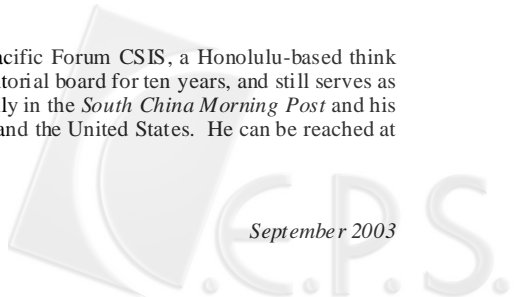 acific Forum CSIS, a Honolulu-based think
itorial board for ten years, and still serves as
ly in the South China Morning Post and his
and the United States. He can be reached at
September 2003
C.E.P.S.